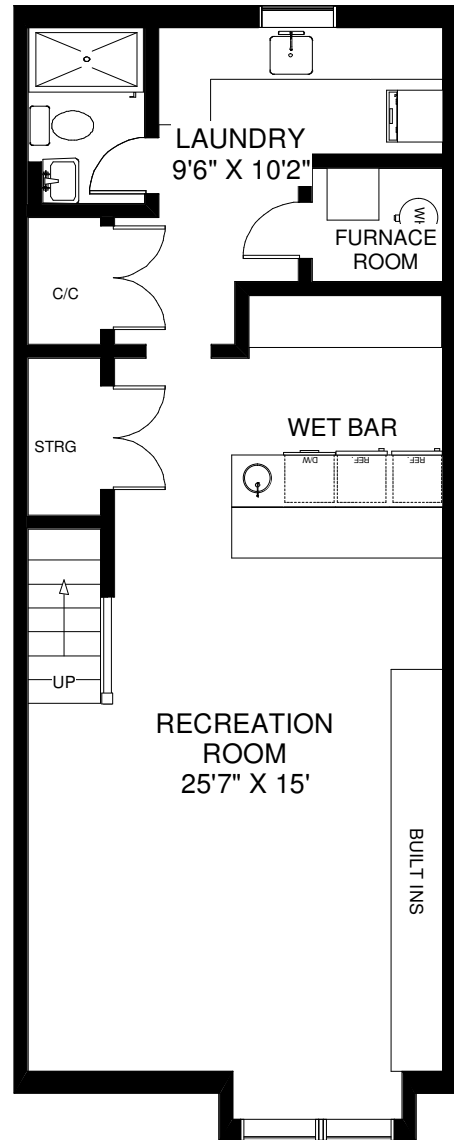 LAUNDRY
9'6" X 10'2"
WH
FURNACE
ROOM
C/C
WET BAR
STRG
D/W
REF.
REF.
UP
RECREATION
ROOM
25'7" X 15'
BUILT INS